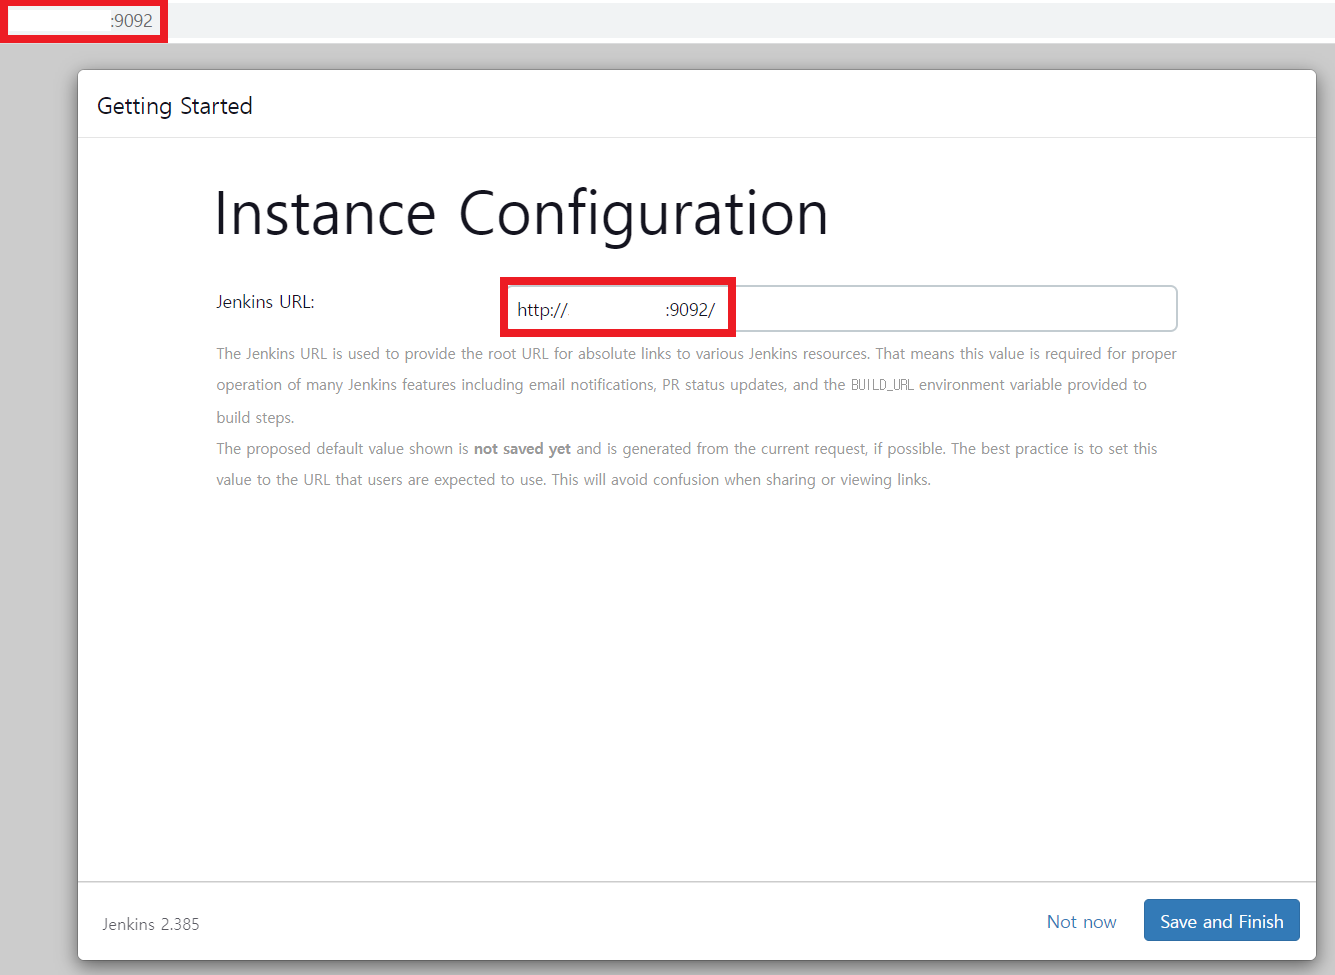 :9092
Getting Started
Instance Configuration
Jenkins URL:
http:// :9092/
The Jenkins URL is used to provide the root URL for absolute links to various Jenkins resources. That means this value is required for proper
operation of many Jenkins features including email notifications, PR status updates, and the BUILD_URL environment variable provided to
build steps.
The proposed default value shown is not saved yet and is generated from the current request, if possible. The best practice is to set this
value to the URL that users are expected to use. This will avoid confusion when sharing or viewing links.
Jenkins 2.385
Not now
Save and Finish